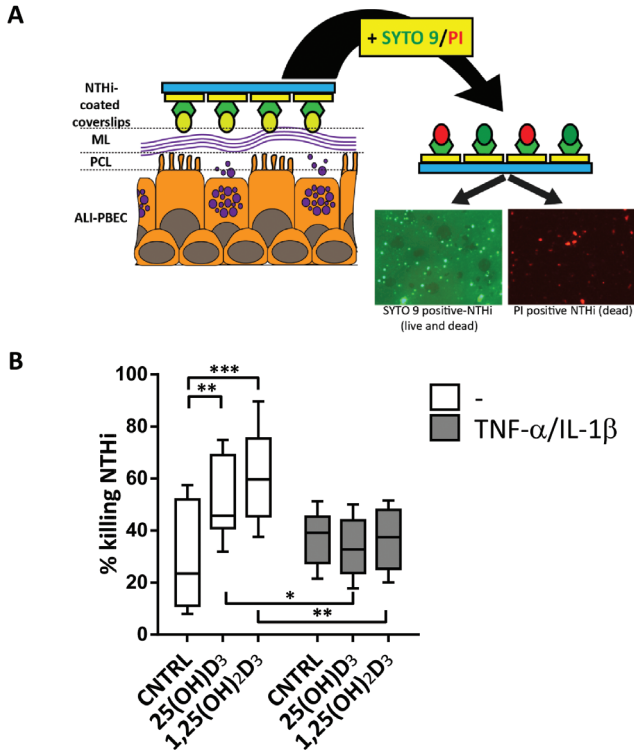 A
+ SYTO 9/PI
NTHi-
coated
coverslips
ML
PCL
ALI-PBEC
SYTO 9 positive-NTHi
(live and dead)
PI positive NTHi (dead)
B
% killing NTHi
100
80
60
40
20
0
***
**
*
**
-
TNF-α/IL-1β
CNTRL
25(OH)D3
1,25(OH)2D3
CNTRL
25(OH)D3
1,25(OH)2D3